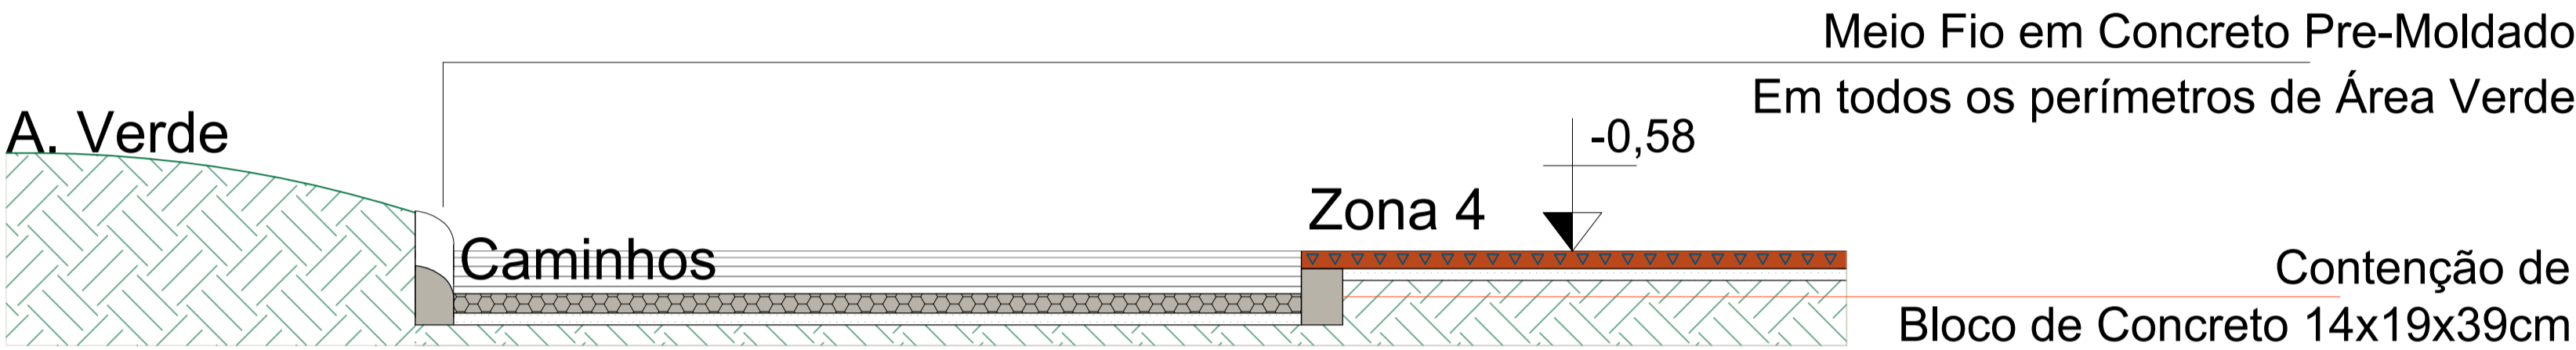 Meio Fio em Concreto Pre-Moldado
Em todos os perímetros de Área Verde
A. Verde
-0,58
Zona 4
Caminhos
Contenção de
Bloco de Concreto 14x19x39cm